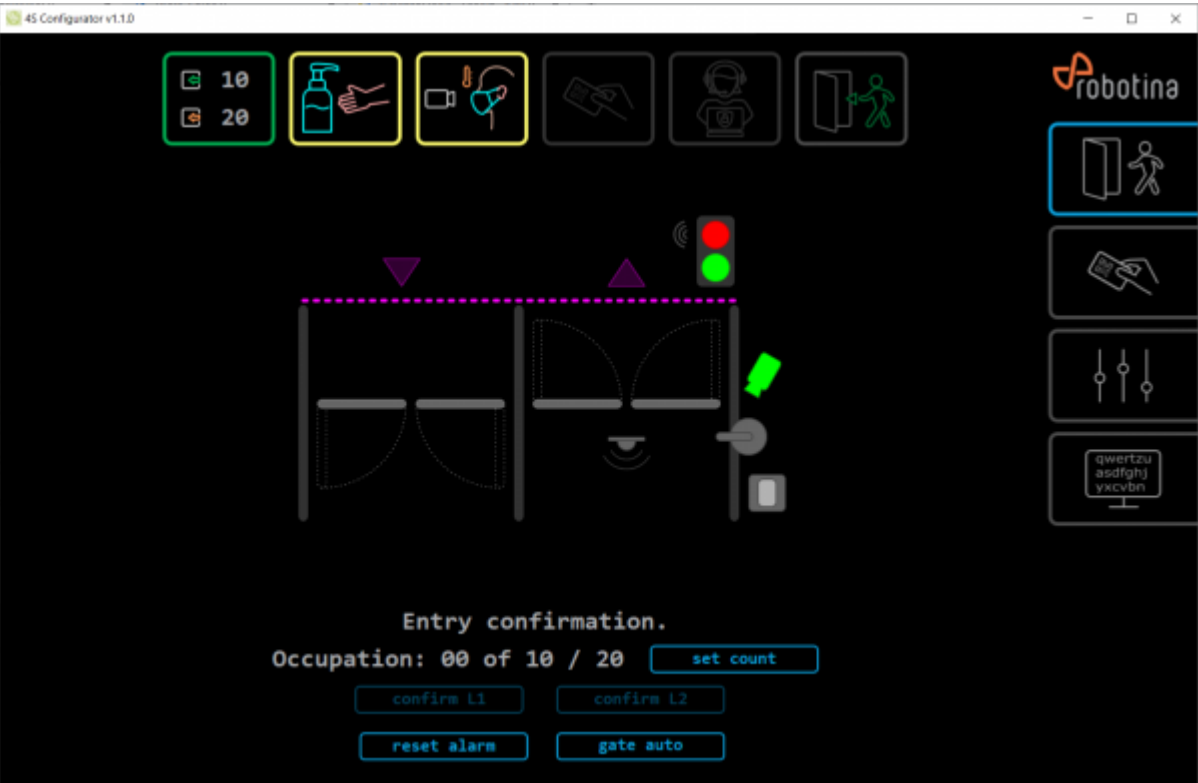 4S Configurator v1.1.0
10
20
robotina
qwertzu
asdfghj
yxcvbn
Entry confirmation.
Occupation: 00 of 10 / 20 set count
confirm L1 confirm L2
reset alarm gate auto